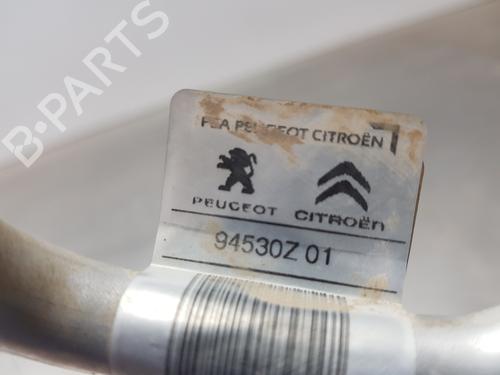 B-PARTS
PSA PEUGEOT CITROËN
PEUGEOT CITROËN
94530Z 01